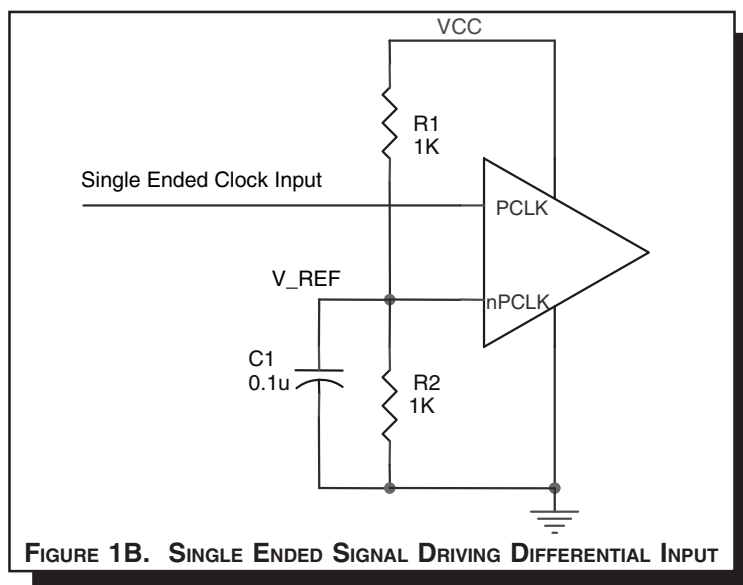 VCC
R1
1K
Single Ended Clock Input
PCLK
V_REF
nPCLK
C1
0.1u
R2
1K
FIGURE 1B. SINGLE ENDED SIGNAL DRIVING DIFFERENTIAL INPUT